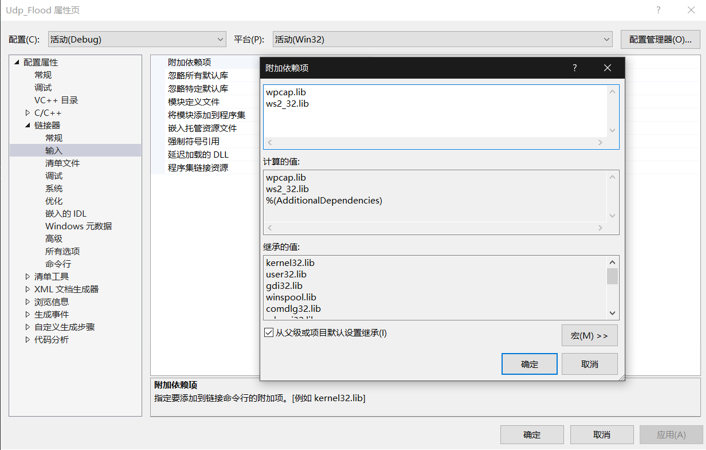 Udp_Flood 属性页
配置(C): 活动(Debug) 平台(P): 活动(Win32) 配置管理器(O)...
配置属性
常规
调试
VC++ 目录
C/C++
链接器
常规
输入
清单文件
调试
系统
优化
嵌入的 IDL
Windows 元数据
高级
所有选项
命令行
清单工具
XML 文档生成器
浏览信息
生成事件
自定义生成步骤
代码分析
附加依赖项
忽略所有默认库
忽略特定默认库
模块定义文件
将模块添加到程序集
嵌入托管资源文件
强制符号引用
延迟加载的 DLL
程序集链接资源
附加依赖项
wpcap.lib
ws2_32.lib
计算的值:
wpcap.lib
ws2_32.lib
%(AdditionalDependencies)
继承的值:
kernel32.lib
user32.lib
gdi32.lib
winspool.lib
comdlg32.lib
从父级或项目默认设置继承(I)
宏(M) >>
确定 取消
附加依赖项
指定要添加到链接命令行的附加项。[例如 kernel32.lib]
确定 取消 应用(A)